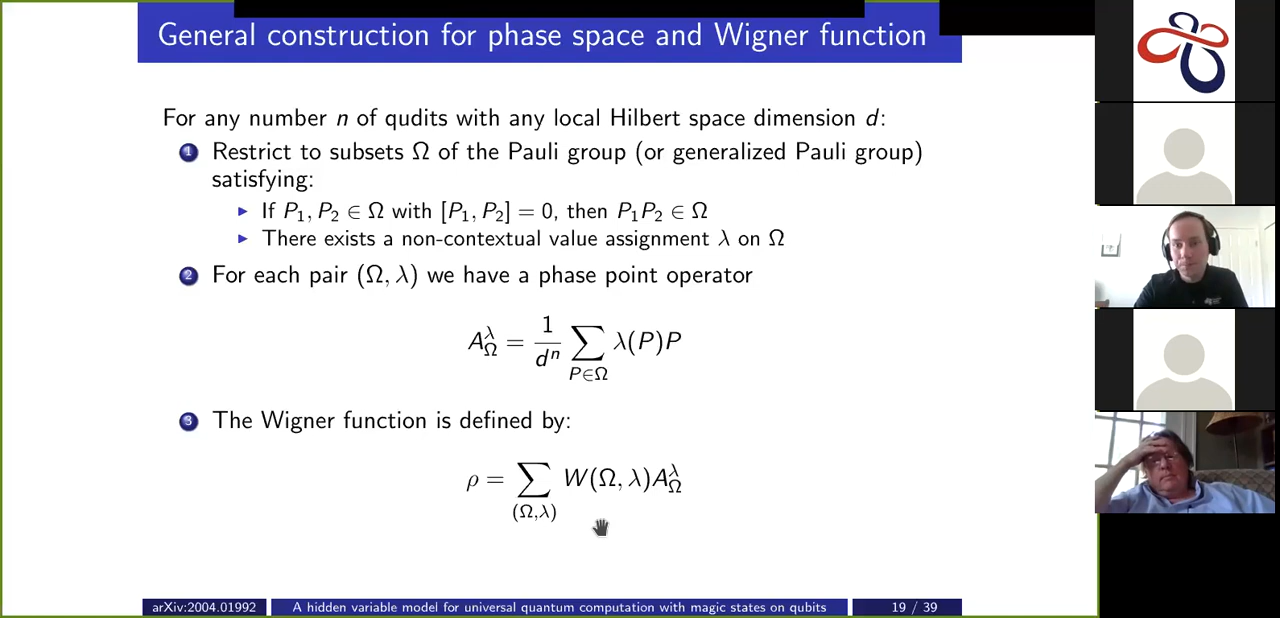 General construction for phase space and Wigner function
For any number n of qudits with any local Hilbert space dimension d:
1 Restrict to subsets Ω of the Pauli group (or generalized Pauli group)
satisfying:
▶ If P₁, P₂ ∈ Ω with [P₁, P₂] = 0, then P₁P₂ ∈ Ω
▶ There exists a non-contextual value assignment λ on Ω
2 For each pair (Ω, λ) we have a phase point operator
A_Ω^λ = 1/dⁿ ∑_{P∈Ω} λ(P)P
3 The Wigner function is defined by:
ρ = ∑_{(Ω,λ)} W(Ω, λ)A_Ω^λ
arXiv:2004.01992 A hidden variable model for universal quantum computation with magic states on qubits 19 / 39